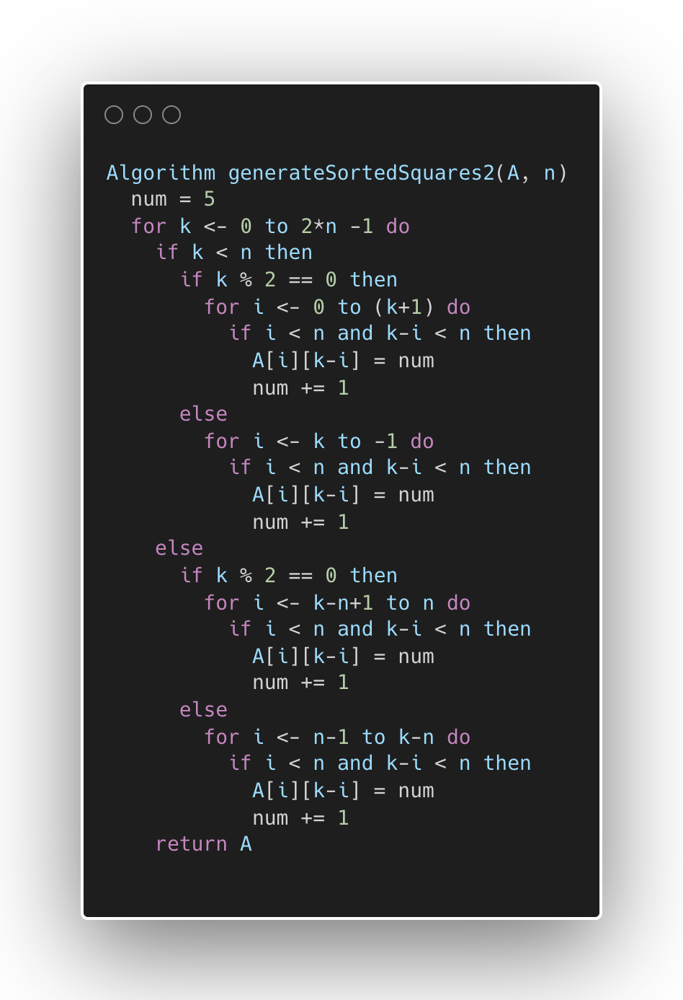 Algorithm generateSortedSquares2(A, n)
  num = 5
  for k <- 0 to 2*n -1 do
    if k < n then
      if k % 2 == 0 then
        for i <- 0 to (k+1) do
          if i < n and k-i < n then
            A[i][k-i] = num
            num += 1
      else
        for i <- k to -1 do
          if i < n and k-i < n then
            A[i][k-i] = num
            num += 1
    else
      if k % 2 == 0 then
        for i <- k-n+1 to n do
          if i < n and k-i < n then
            A[i][k-i] = num
            num += 1
      else
        for i <- n-1 to k-n do
          if i < n and k-i < n then
            A[i][k-i] = num
            num += 1
    return A